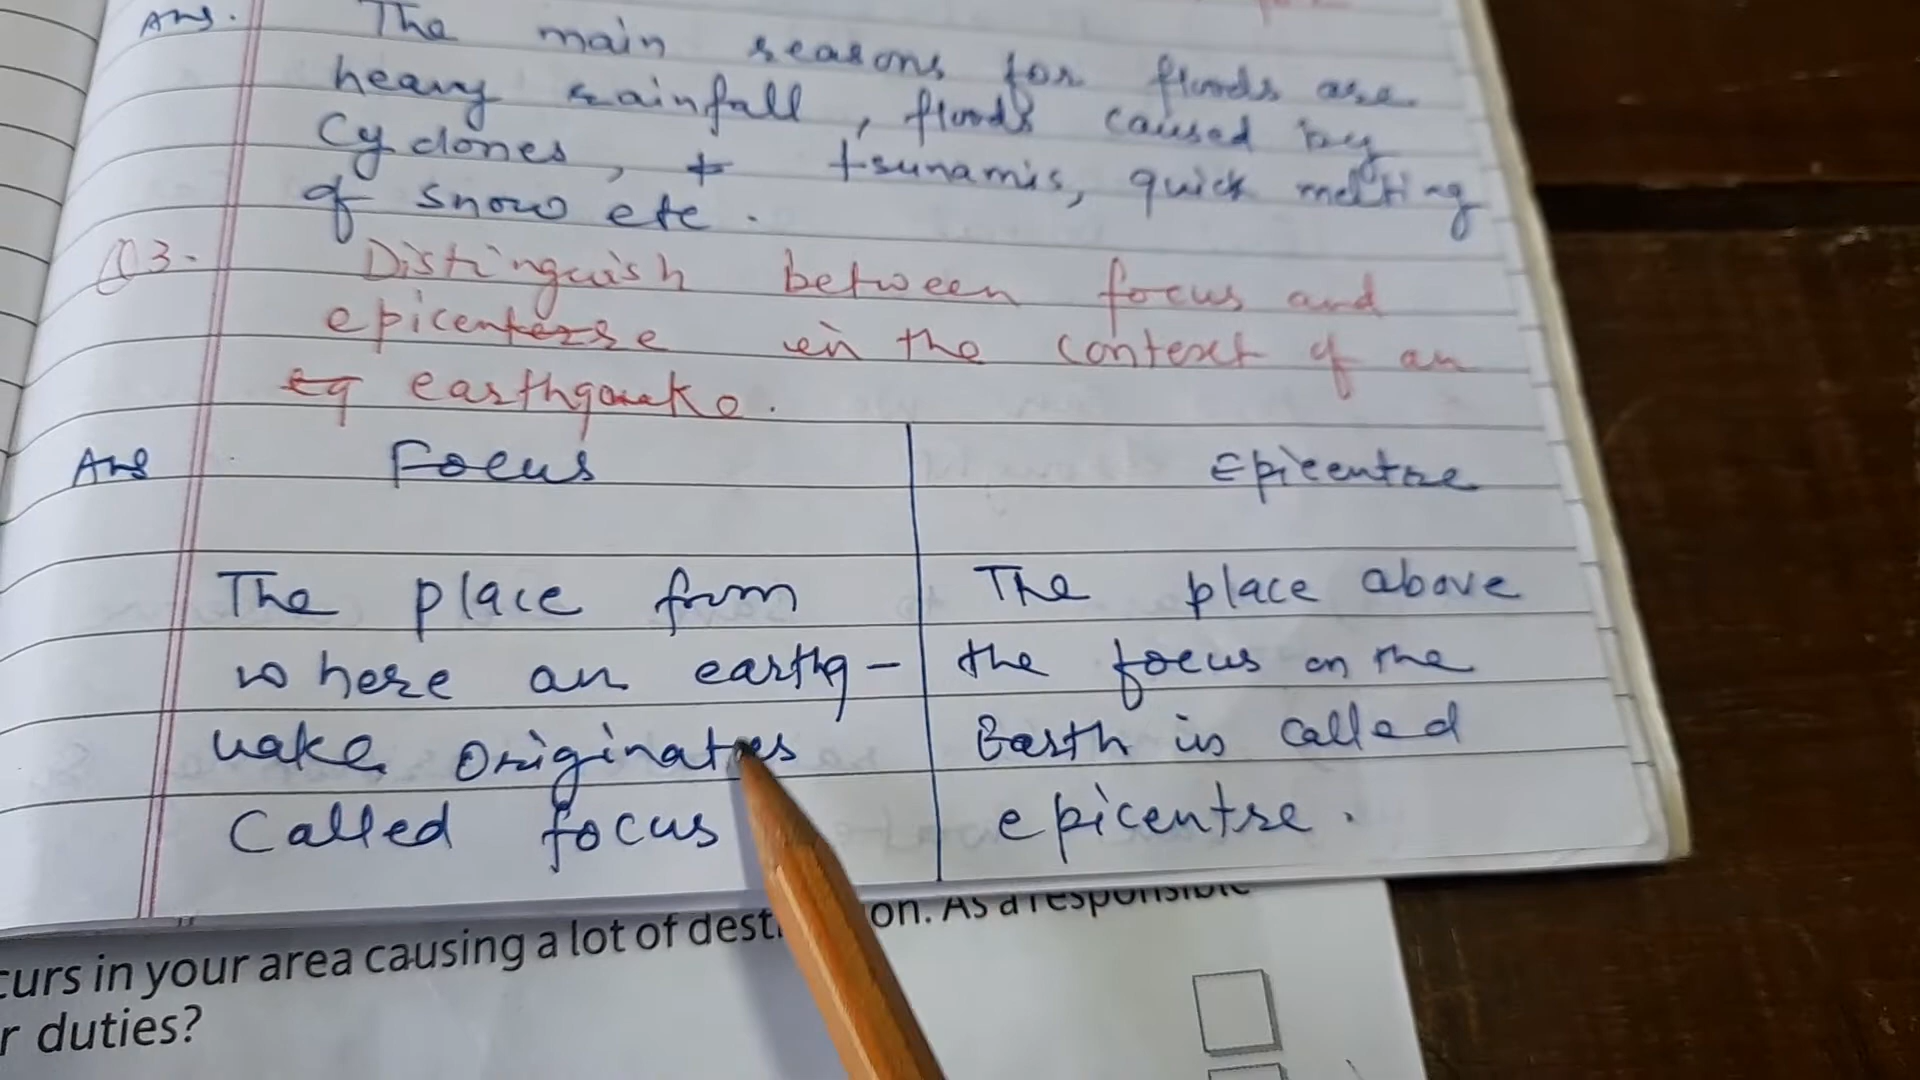 Ans. The main reasons for floods are
heavy rainfall, floods caused by
Cyclones, + tsunamis, quick melting
of snow etc.
Q3. Distinguish between focus and
epicentre in the context of an
eq earthquake.
Ans Focus Epicentre
The place from
where an earthq-
uake originates
Called focus
The place above
the focus on the
Earth is called
epicentre.
curs in your area causing a lot of dest on. As a responsible
r duties?